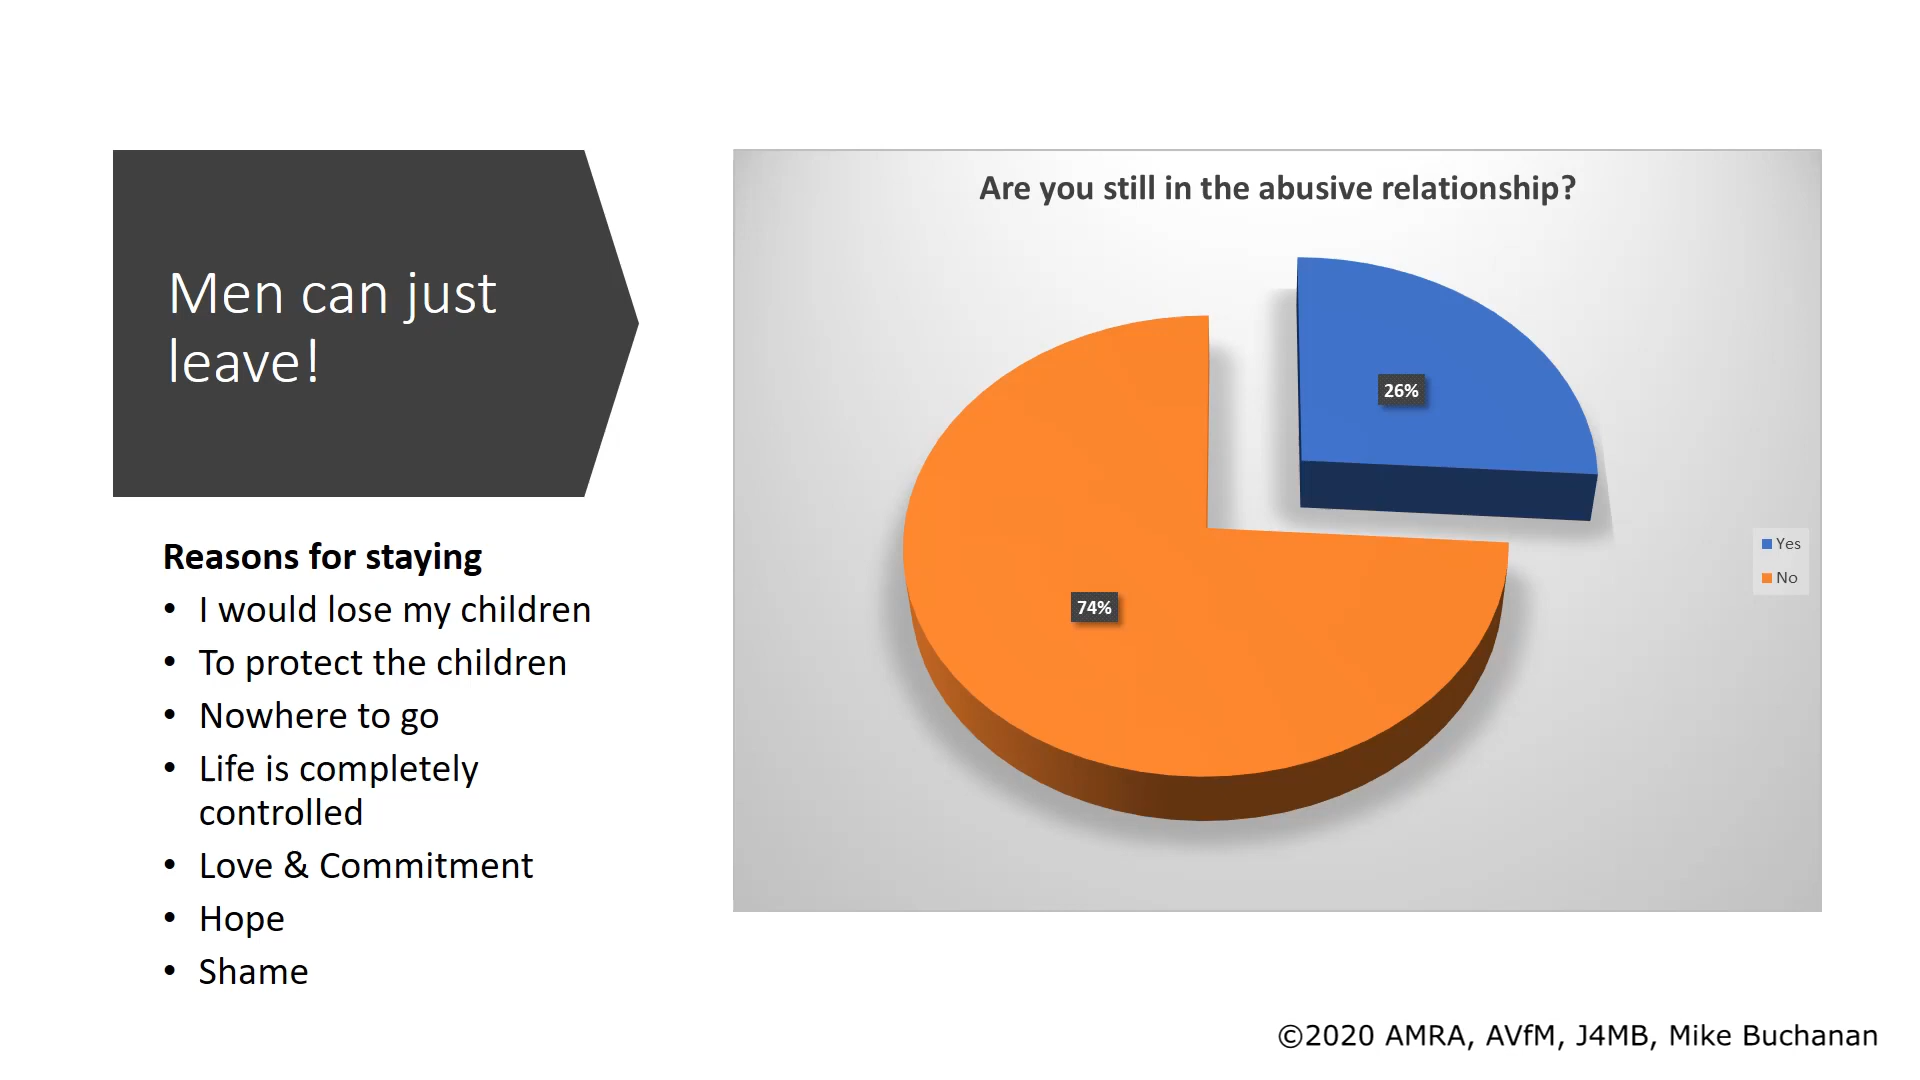 Men can just
leave!
Reasons for staying
• I would lose my children
• To protect the children
• Nowhere to go
• Life is completely
controlled
• Love & Commitment
• Hope
• Shame
Are you still in the abusive relationship?
26%
74%
Yes
No
©2020 AMRA, AVfM, J4MB, Mike Buchanan